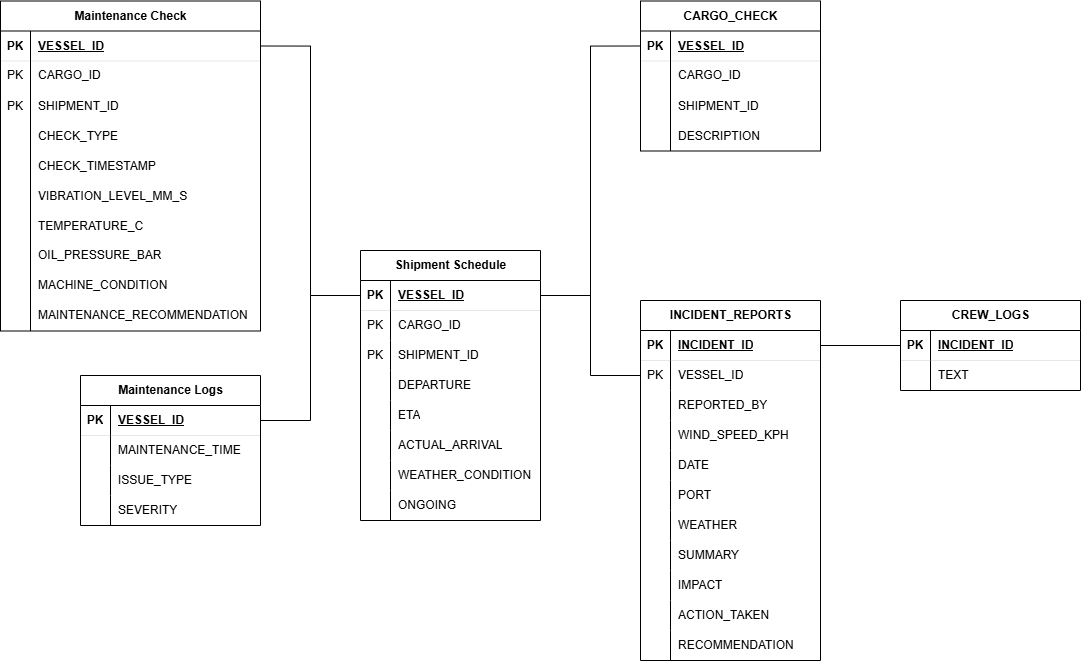 Maintenance Check
PK VESSEL_ID
PK CARGO_ID
PK SHIPMENT_ID
CHECK_TYPE
CHECK_TIMESTAMP
VIBRATION_LEVEL_MM_S
TEMPERATURE_C
OIL_PRESSURE_BAR
MACHINE_CONDITION
MAINTENANCE_RECOMMENDATION
Maintenance Logs
PK VESSEL_ID
MAINTENANCE_TIME
ISSUE_TYPE
SEVERITY
Shipment Schedule
PK VESSEL_ID
PK CARGO_ID
PK SHIPMENT_ID
DEPARTURE
ETA
ACTUAL_ARRIVAL
WEATHER_CONDITION
ONGOING
CARGO_CHECK
PK VESSEL_ID
CARGO_ID
SHIPMENT_ID
DESCRIPTION
INCIDENT_REPORTS
PK INCIDENT_ID
PK VESSEL_ID
REPORTED_BY
WIND_SPEED_KPH
DATE
PORT
WEATHER
SUMMARY
IMPACT
ACTION_TAKEN
RECOMMENDATION
CREW_LOGS
PK INCIDENT_ID
TEXT